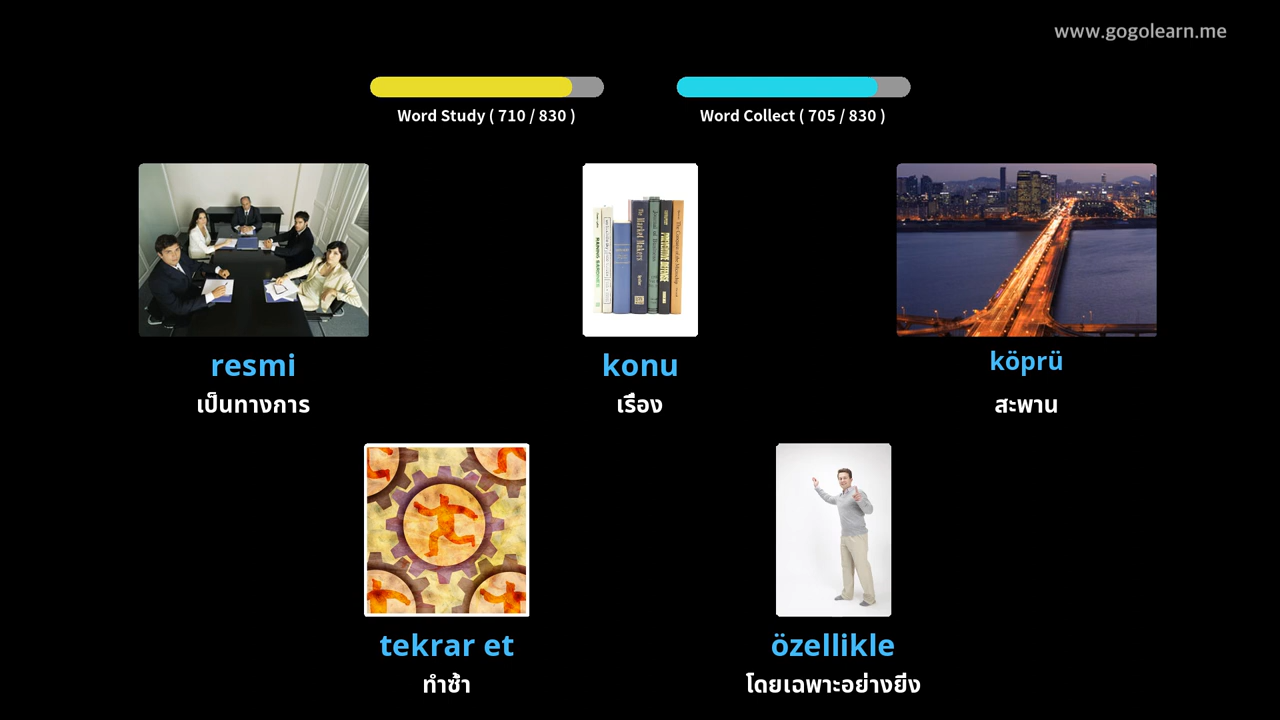 www.gogolearn.me
Word Study ( 710 / 830 )
Word Collect ( 705 / 830 )
resmi
เป็นทางการ
konu
เรื่อง
köprü
สะพาน
tekrar et
ทำซ้ำ
özellikle
โดยเฉพาะอย่างยิ่ง